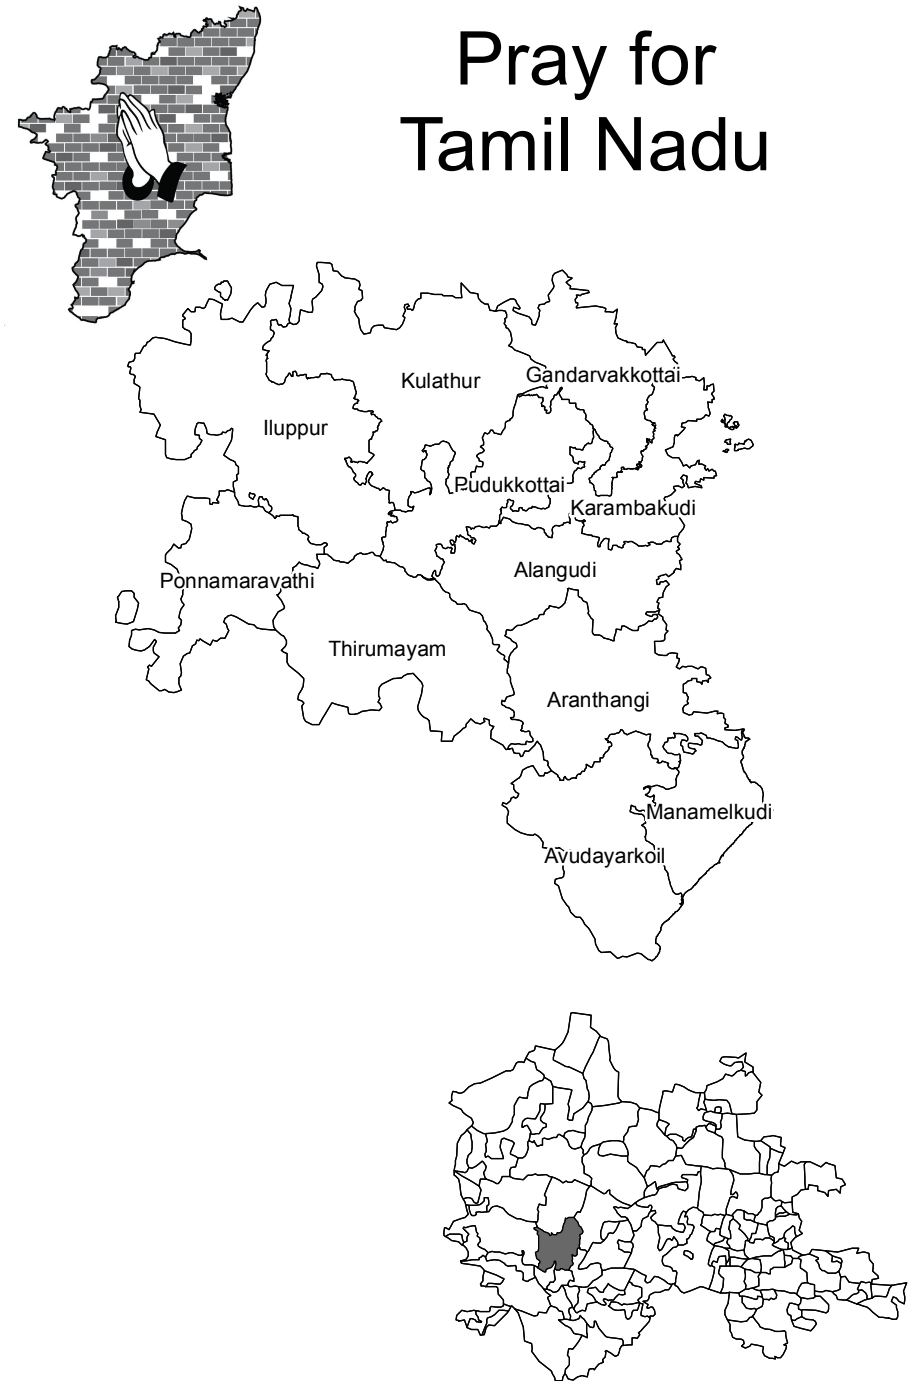 Pray for
Tamil Nadu
Kulathur
Gandarvakkottai
Iluppur
Pudukkottai
Karambakudi
Alangudi
Ponnamaravathi
Thirumayam
Aranthangi
Manamelkudi
Avudayarkoil